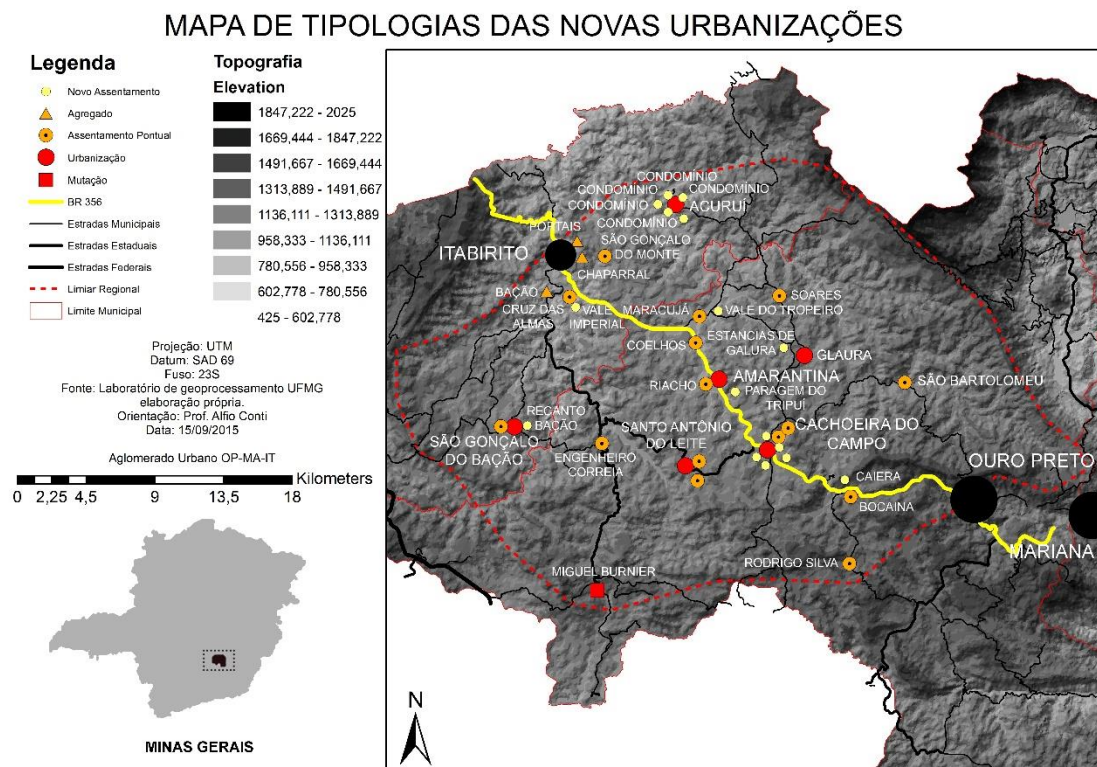 MAPA DE TIPOLOGIAS DAS NOVAS URBANIZAÇÕES
Legenda
Novo Assentamento
Agregado
Assentamento Pontual
Urbanização
Mutação
BR 356
Estradas Municipais
Estradas Estaduais
Estradas Federais
Limiar Regional
Limite Municipal
Topografia
Elevation
1847,222 - 2025
1669,444 - 1847,222
1491,667 - 1669,444
1313,889 - 1491,667
1136,111 - 1313,889
958,333 - 1136,111
780,556 - 958,333
602,778 - 780,556
425 - 602,778
Projeção: UTM
Datum: SAD 69
Fuso: 23S
Fonte: Laboratório de geoprocessamento UFMG
elaboração própria.
Orientação: Prof. Alfio Conti
Data: 15/09/2015
Aglomerado Urbano OP-MA-IT
Kilometers
0 2,25 4,5 9 13,5 18
MINAS GERAIS
CONDOMÍNIO
CONDOMÍNIO
CONDOMÍNIO
CONDOMÍNIO
ACURUÍ
CONDOMÍNIO
PORTAIS
SÃO GONÇALO
DO MONTE
ITABIRITO
CHAPARRAL
BAÇÃO
CRUZ DAS
ALMAS
VALE
IMPERIAL
MARACUJÁ
VALE DO TROPEIRO
SOARES
COELHOS
ESTANCIAS DE
GALURA
GLAURA
AMARANTINA
RIACHO
PARAGEM DO
TRIPUÍ
SÃO BARTOLOMEU
RECANTO
BAÇÃO
SÃO GONÇALO
DO BAÇÃO
ENGENHEIRO
CORREIA
SANTO ANTÔNIO
DO LEITE
CACHOEIRA DO
CAMPO
OURO PRETO
CAIERA
BOCAINA
MARIANA
RODRIGO SILVA
MIGUEL BURNIER
N